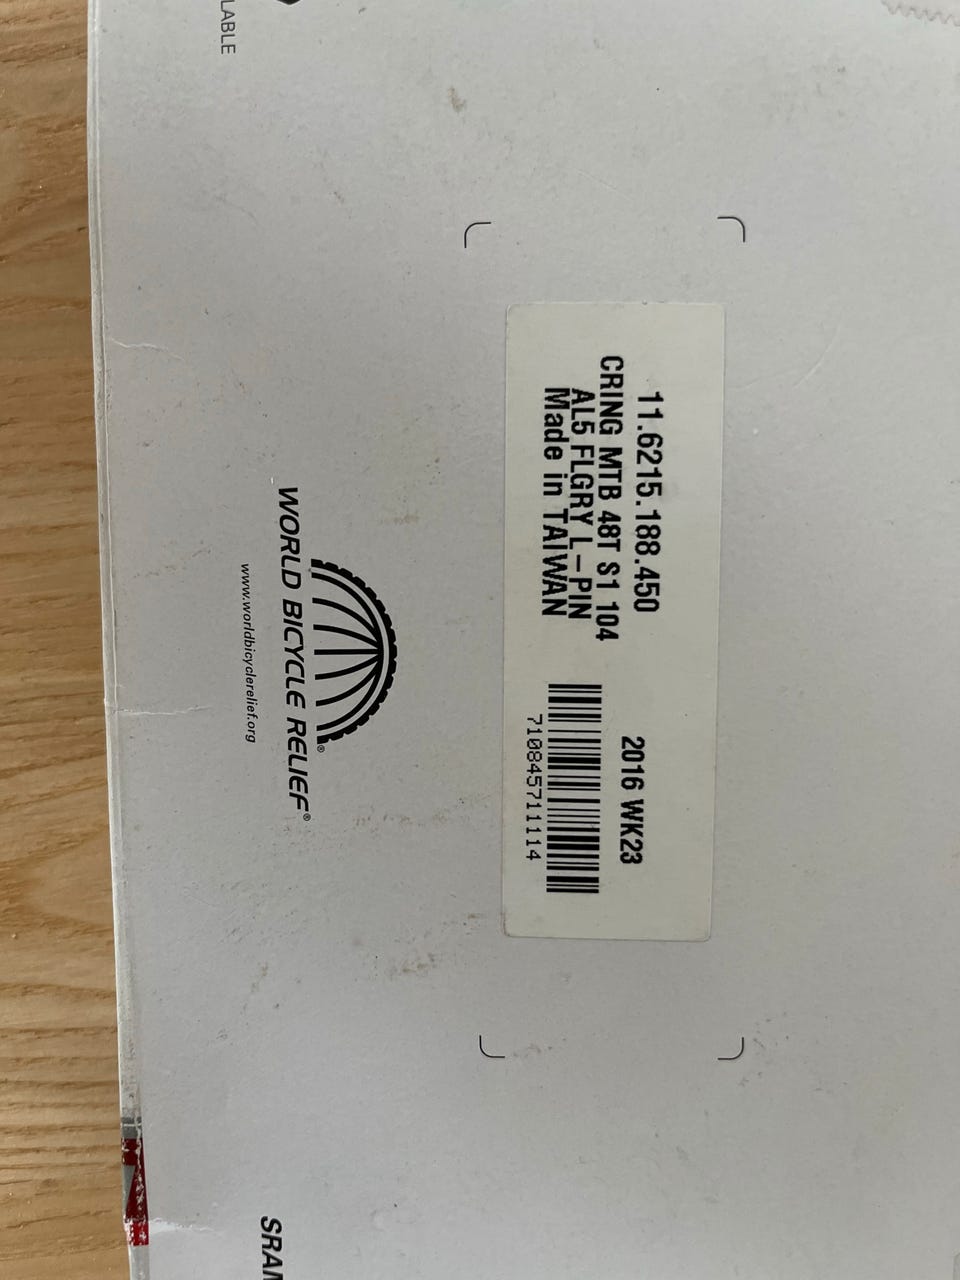 LABLE
11.6215.188.450
CRING MTB 48T S1 104
AL5 FLGRY L-PIN
Made in TAIWAN
2016 WK23
710845711114
WORLD BICYCLE RELIEF®
www.worldbicyclerelief.org
SRAM